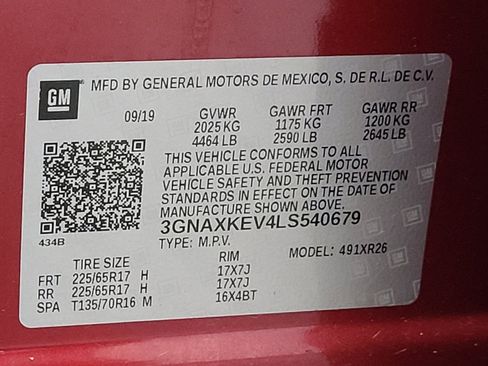 GM
MFD BY GENERAL MOTORS DE MEXICO, S. DE R.L. DE C.V.
09/19 GVWR GAWR FRT GAWR RR
2025 KG 1175 KG 1200 KG
4464 LB 2590 LB 2645 LB
THIS VEHICLE CONFORMS TO ALL
APPLICABLE U.S. FEDERAL MOTOR
VEHICLE SAFETY AND THEFT PREVENTION
STANDARDS IN EFFECT ON THE DATE OF
MANUFACTURE SHOWN ABOVE.
434B 3GNAXKEV4LS540679
TYPE: M.P.V. MODEL: 491XR26
TIRE SIZE RIM
FRT 225/65R17 H 17X7J
RR 225/65R17 H 17X7J
SPA T135/70R16 M 16X4BT